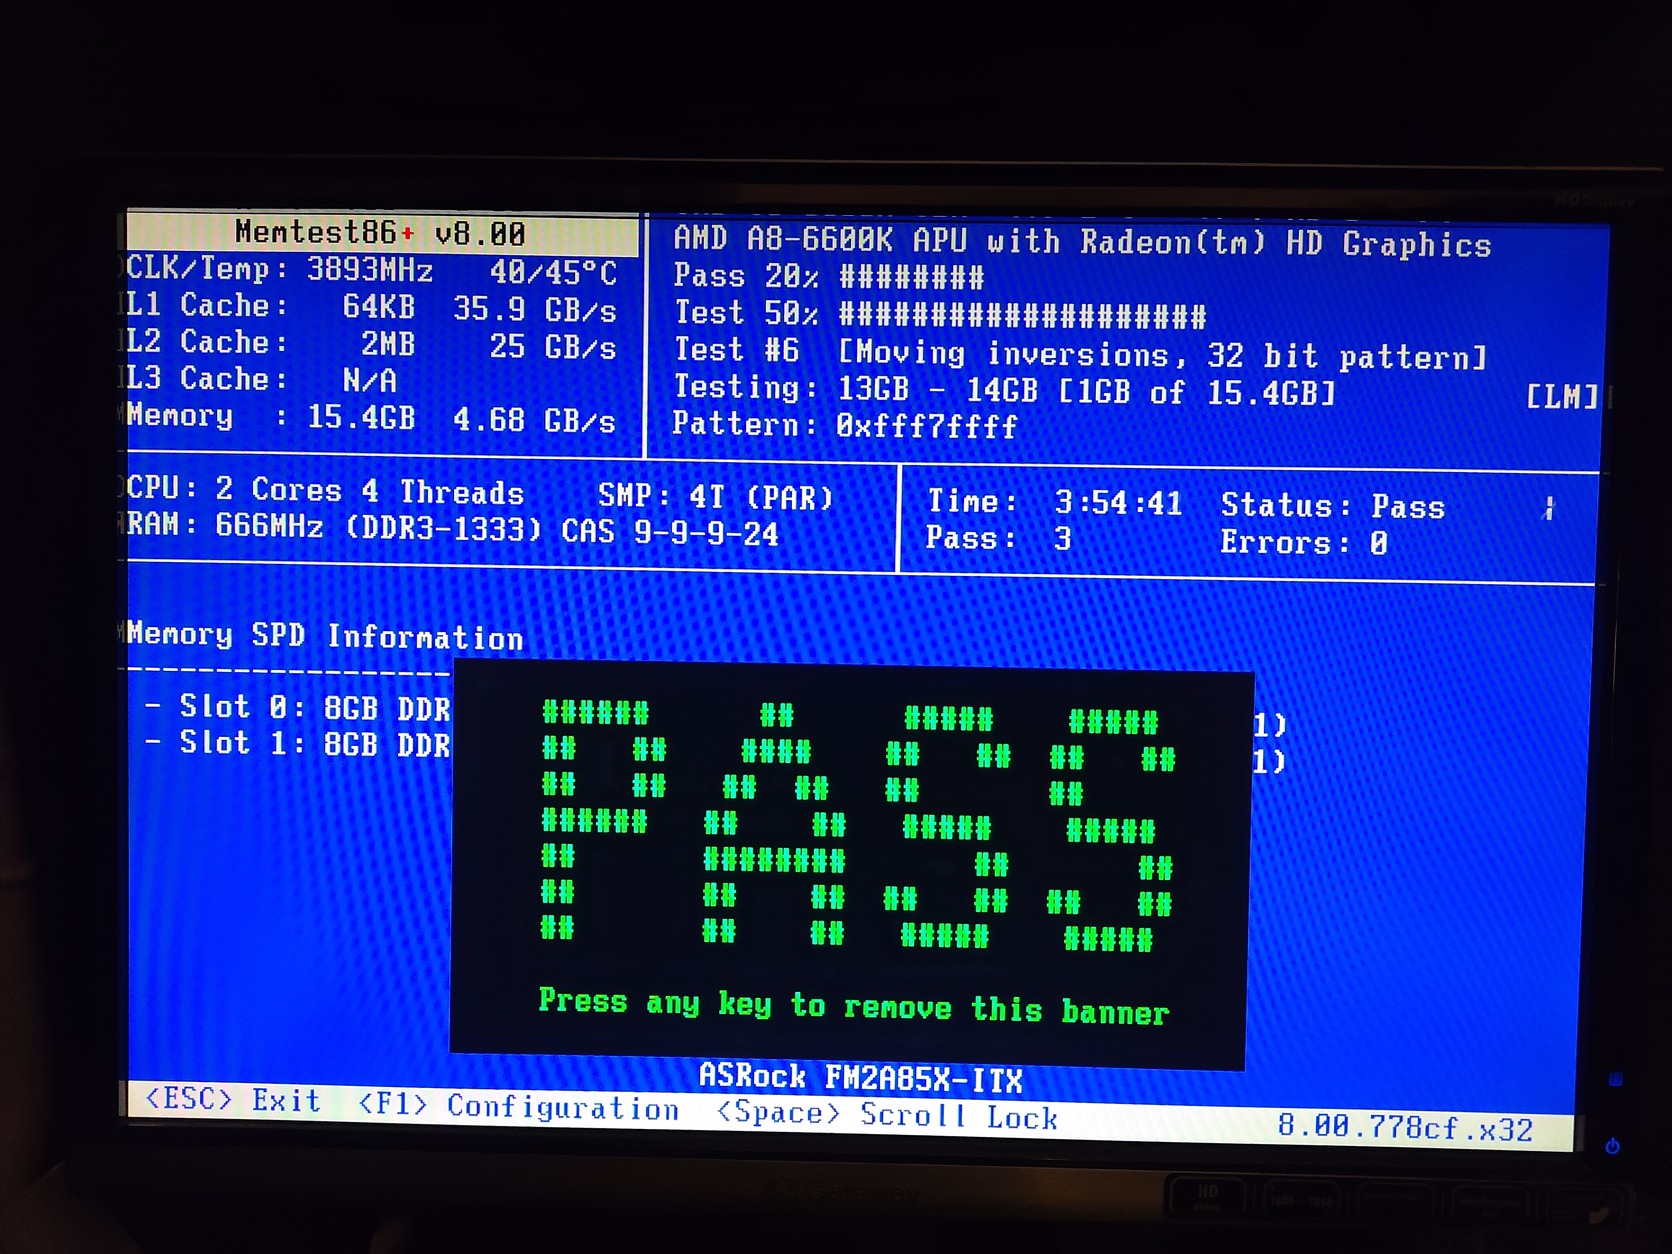 Memtest86+ v8.00
AMD A8-6600K APU with Radeon(tm) HD Graphics
CLK/Temp: 3893MHz 40/45°C
Pass 20% ########
L1 Cache: 64KB 35.9 GB/s
Test 50% ####################
L2 Cache: 2MB 25 GB/s
Test #6 [Moving inversions, 32 bit pattern]
L3 Cache: N/A
Testing: 13GB - 14GB [1GB of 15.4GB] [LM]
Memory : 15.4GB 4.68 GB/s
Pattern: 0xfff7ffff
CPU: 2 Cores 4 Threads SMP: 4T (PAR)
Time: 3:54:41 Status: Pass
RAM: 666MHz (DDR3-1333) CAS 9-9-9-24
Pass: 3 Errors: 0
Memory SPD Information
- Slot 0: 8GB DDR 1)
- Slot 1: 8GB DDR 1)
PASS
Press any key to remove this banner
ASRock FM2A85X-ITX
<ESC> Exit <F1> Configuration <Space> Scroll Lock 8.00.778cf.x32
Gateway
HD